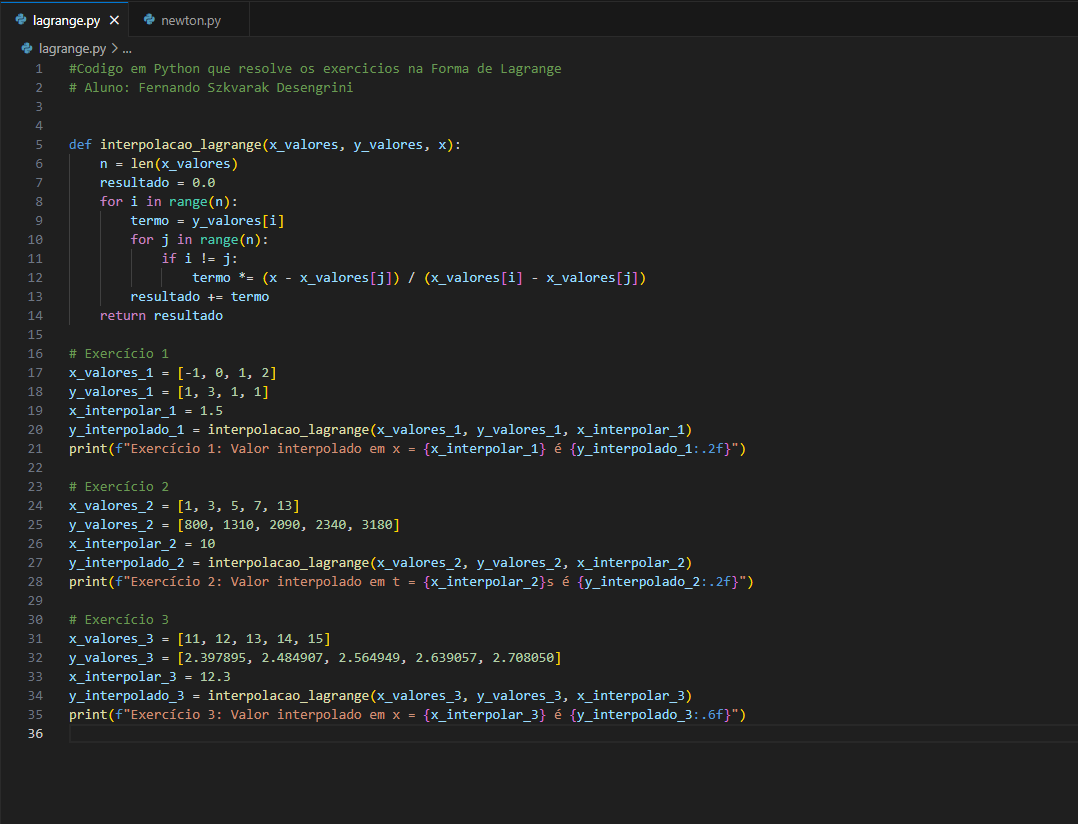 lagrange.py newton.py
lagrange.py > ...
1 #Codigo em Python que resolve os exercicios na Forma de Lagrange
2 # Aluno: Fernando Szkvarak Desengrini
3
4
5 def interpolacao_lagrange(x_valores, y_valores, x):
6     n = len(x_valores)
7     resultado = 0.0
8     for i in range(n):
9         termo = y_valores[i]
10         for j in range(n):
11             if i != j:
12                 termo *= (x - x_valores[j]) / (x_valores[i] - x_valores[j])
13         resultado += termo
14     return resultado
15
16 # Exercício 1
17 x_valores_1 = [-1, 0, 1, 2]
18 y_valores_1 = [1, 3, 1, 1]
19 x_interpolar_1 = 1.5
20 y_interpolado_1 = interpolacao_lagrange(x_valores_1, y_valores_1, x_interpolar_1)
21 print(f"Exercício 1: Valor interpolado em x = {x_interpolar_1} é {y_interpolado_1:.2f}")
22
23 # Exercício 2
24 x_valores_2 = [1, 3, 5, 7, 13]
25 y_valores_2 = [800, 1310, 2090, 2340, 3180]
26 x_interpolar_2 = 10
27 y_interpolado_2 = interpolacao_lagrange(x_valores_2, y_valores_2, x_interpolar_2)
28 print(f"Exercício 2: Valor interpolado em t = {x_interpolar_2}s é {y_interpolado_2:.2f}")
29
30 # Exercício 3
31 x_valores_3 = [11, 12, 13, 14, 15]
32 y_valores_3 = [2.397895, 2.484907, 2.564949, 2.639057, 2.708050]
33 x_interpolar_3 = 12.3
34 y_interpolado_3 = interpolacao_lagrange(x_valores_3, y_valores_3, x_interpolar_3)
35 print(f"Exercício 3: Valor interpolado em x = {x_interpolar_3} é {y_interpolado_3:.6f}")
36